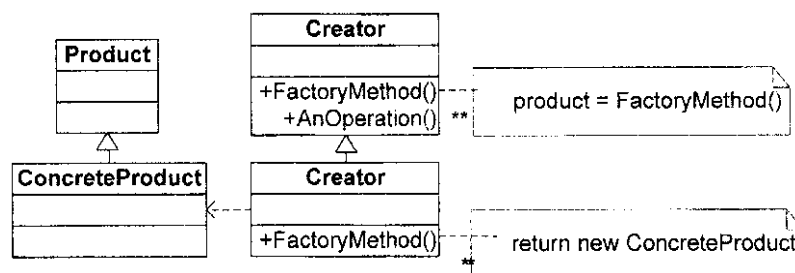 Creator
Product
+FactoryMethod()
+AnOperation()
**
product = FactoryMethod()
ConcreteProduct
Creator
+FactoryMethod()
**
return new ConcreteProduct